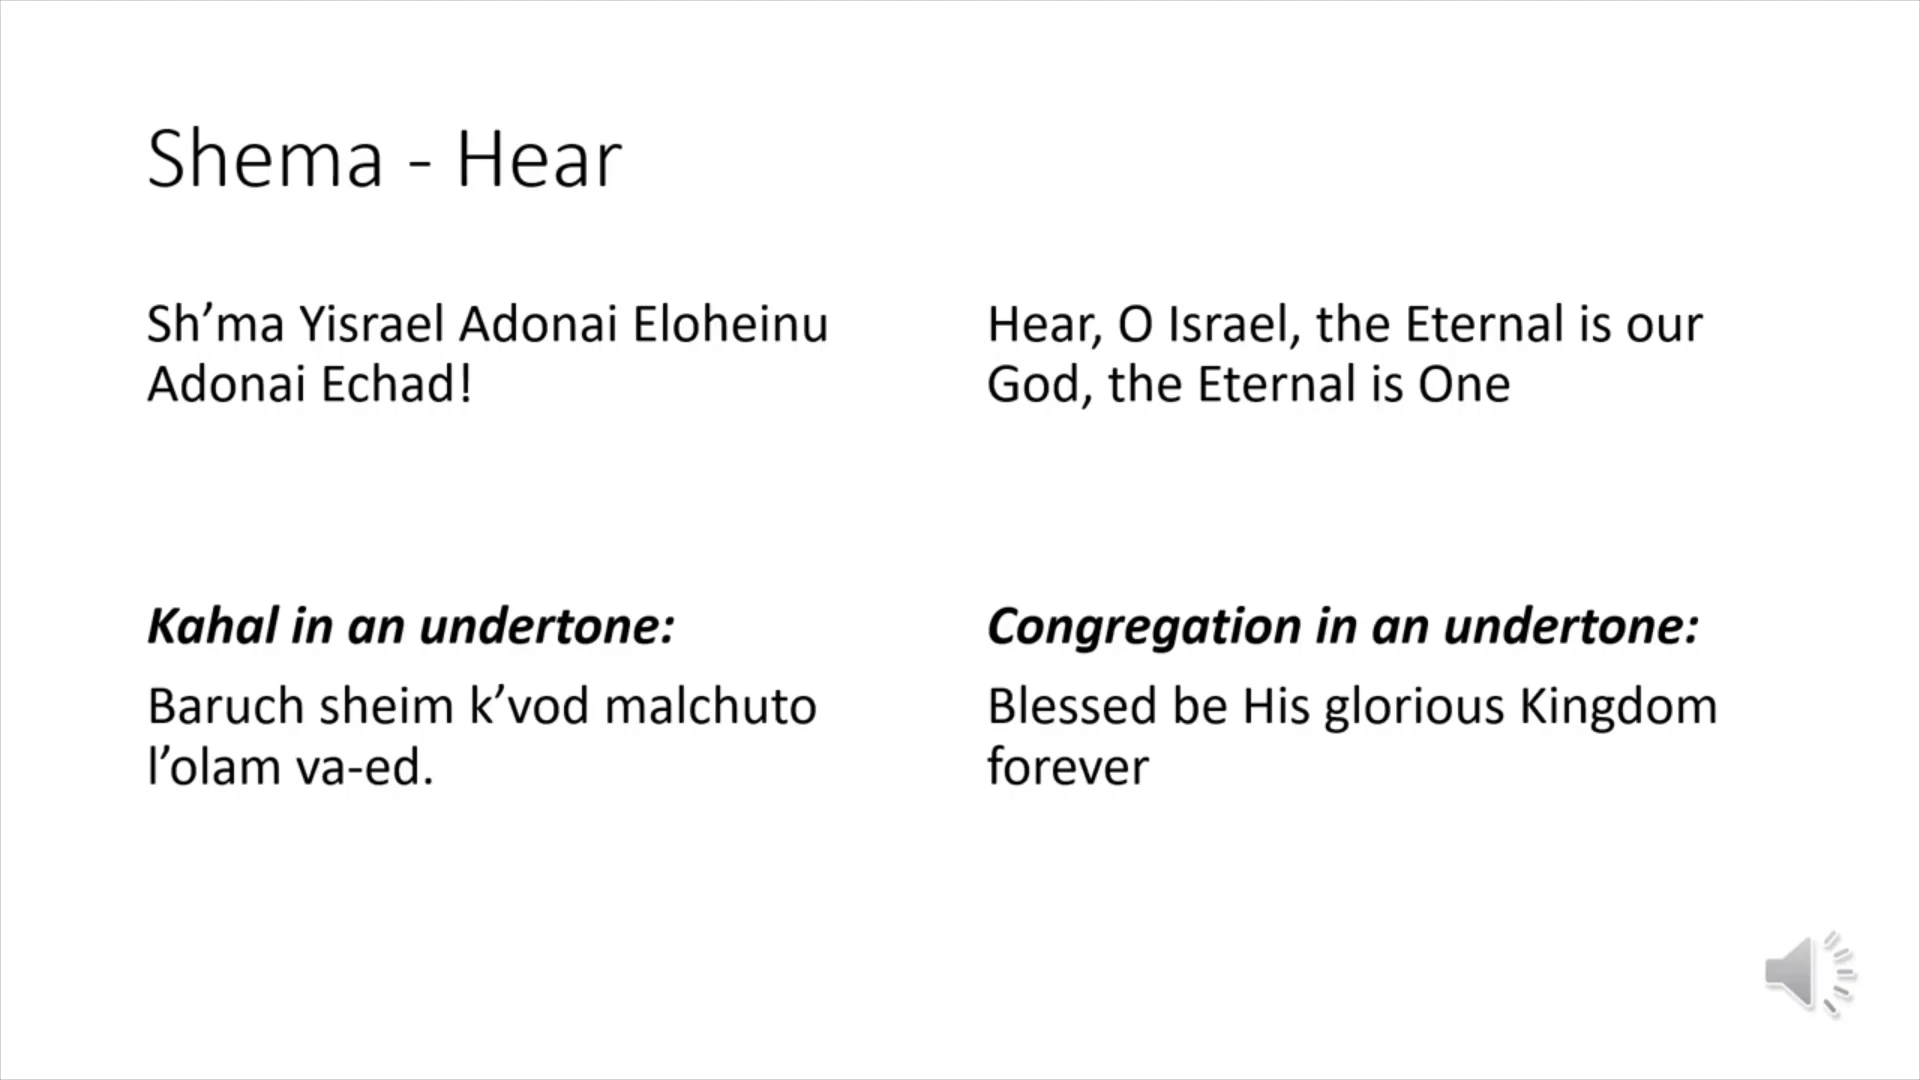 Shema - Hear
Sh’ma Yisrael Adonai Eloheinu
Adonai Echad!
Kahal in an undertone:
Baruch sheim k’vod malchuto
l’olam va-ed.
Hear, O Israel, the Eternal is our
God, the Eternal is One
Congregation in an undertone:
Blessed be His glorious Kingdom
forever